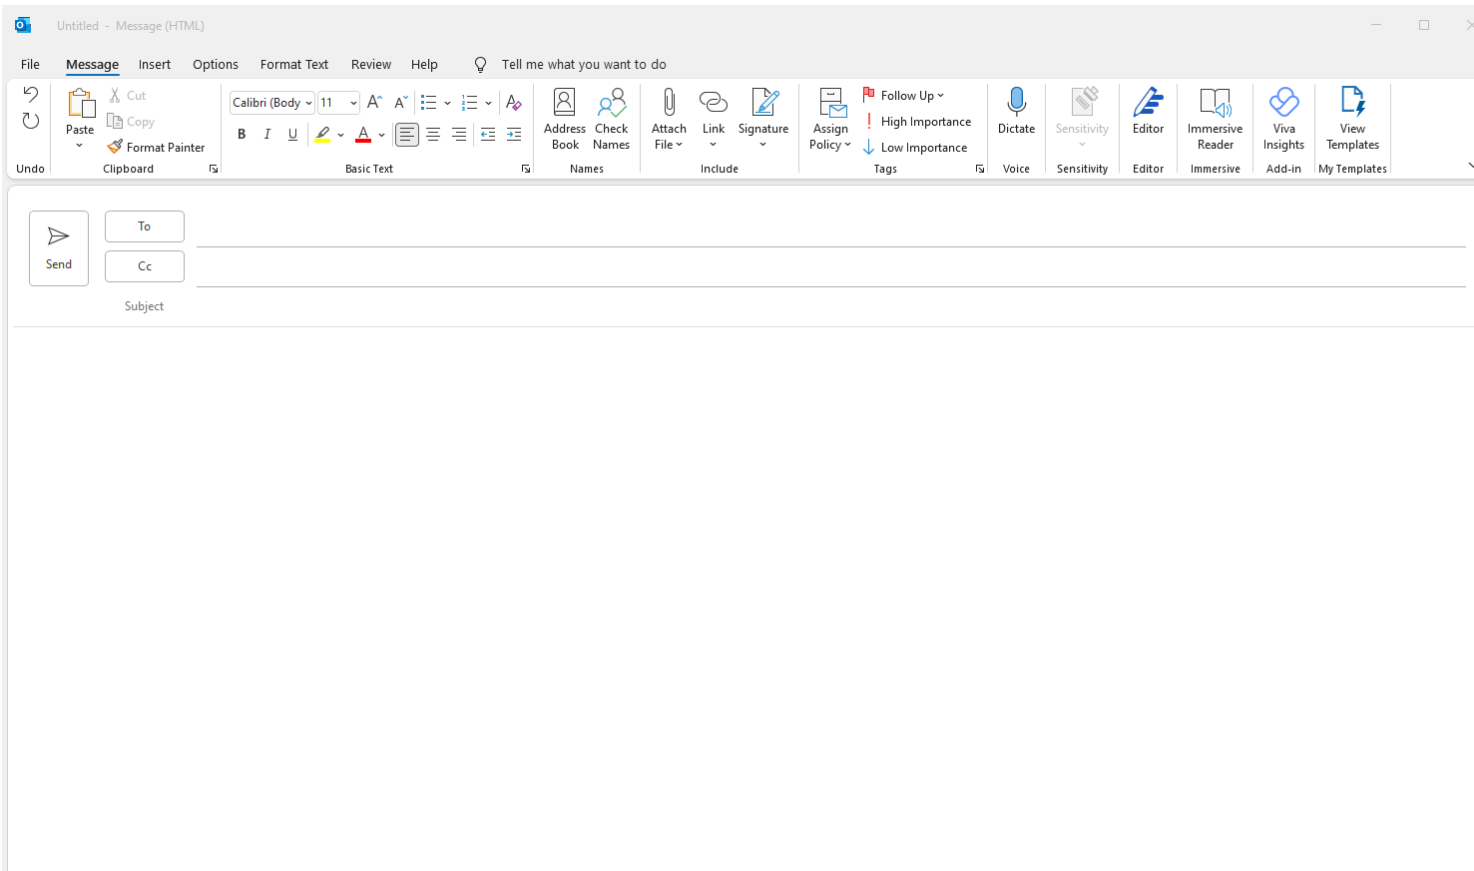 Untitled - Message (HTML)
File Message Insert Options Format Text Review Help Tell me what you want to do
Cut
Copy
Format Painter
Paste
Calibri (Body 11
B I U A
Address Book
Check Names
Attach File
Link
Signature
Assign Policy
Follow Up
High Importance
Low Importance
Dictate
Sensitivity
Editor
Immersive Reader
Viva Insights
View Templates
Undo Clipboard Basic Text Names Include Tags Voice Sensitivity Editor Immersive Add-in My Templates
Send
To
Cc
Subject